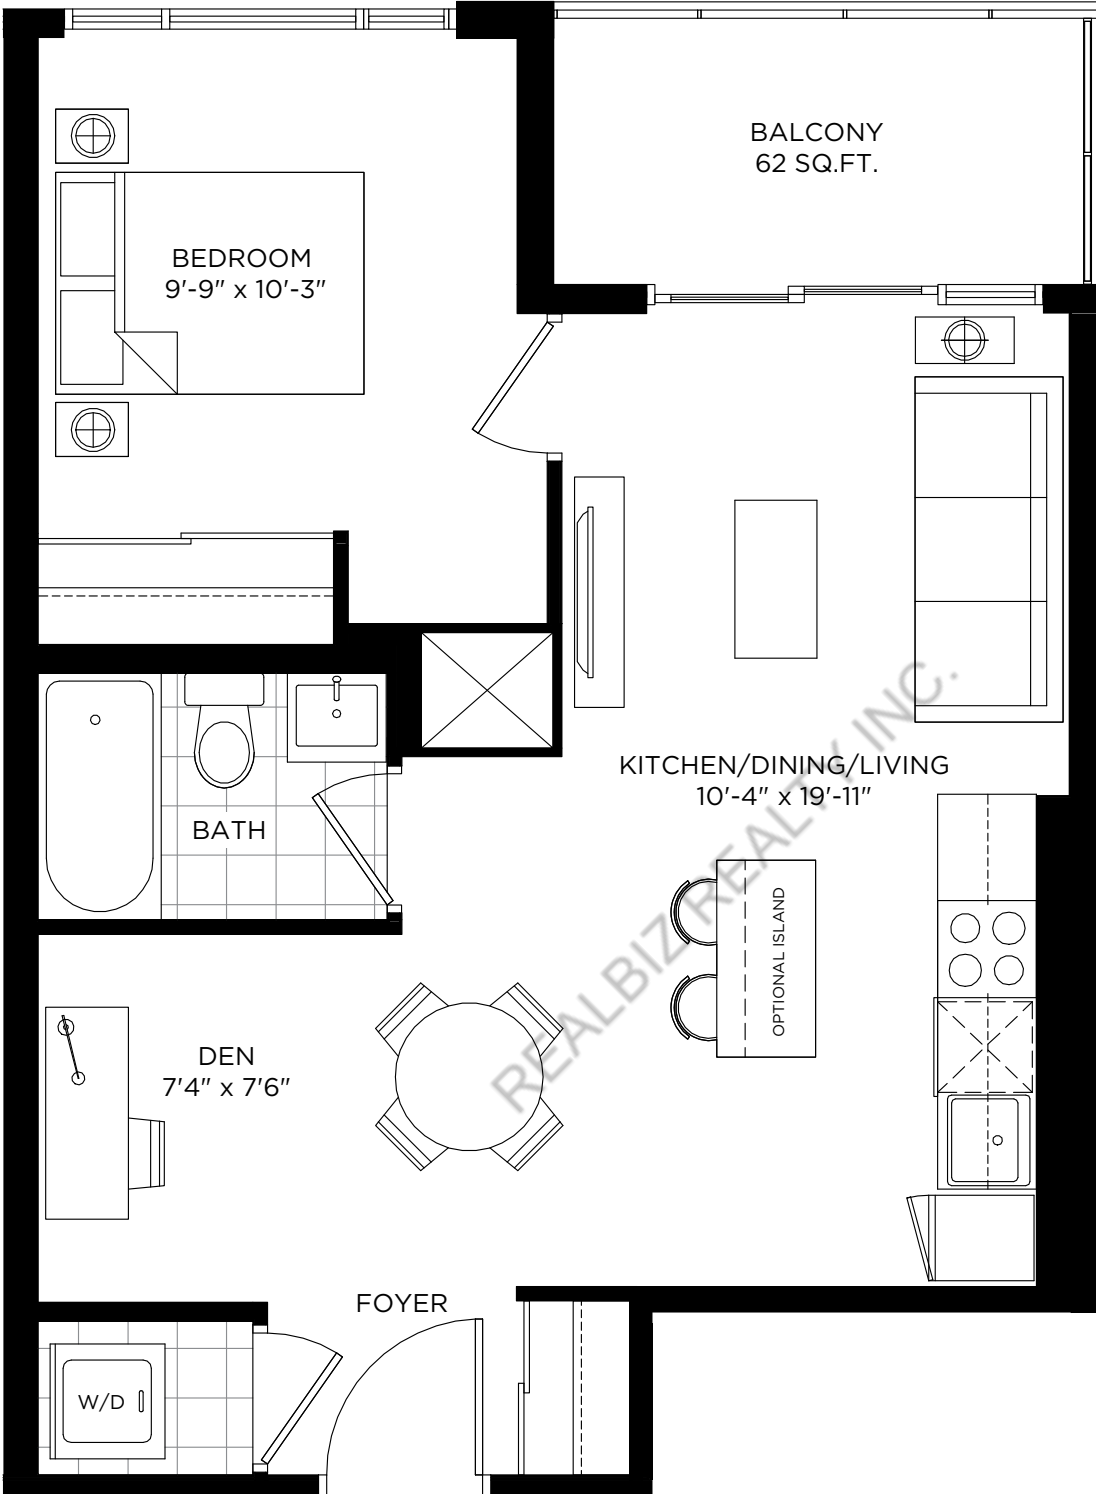 BALCONY
62 SQ.FT.
BEDROOM
9'-9" x 10'-3"
KITCHEN/DINING/LIVING
10'-4" x 19'-11"
BATH
OPTIONAL ISLAND
DEN
7'4" x 7'6"
FOYER
W/D
REALBIZ REALTY INC.